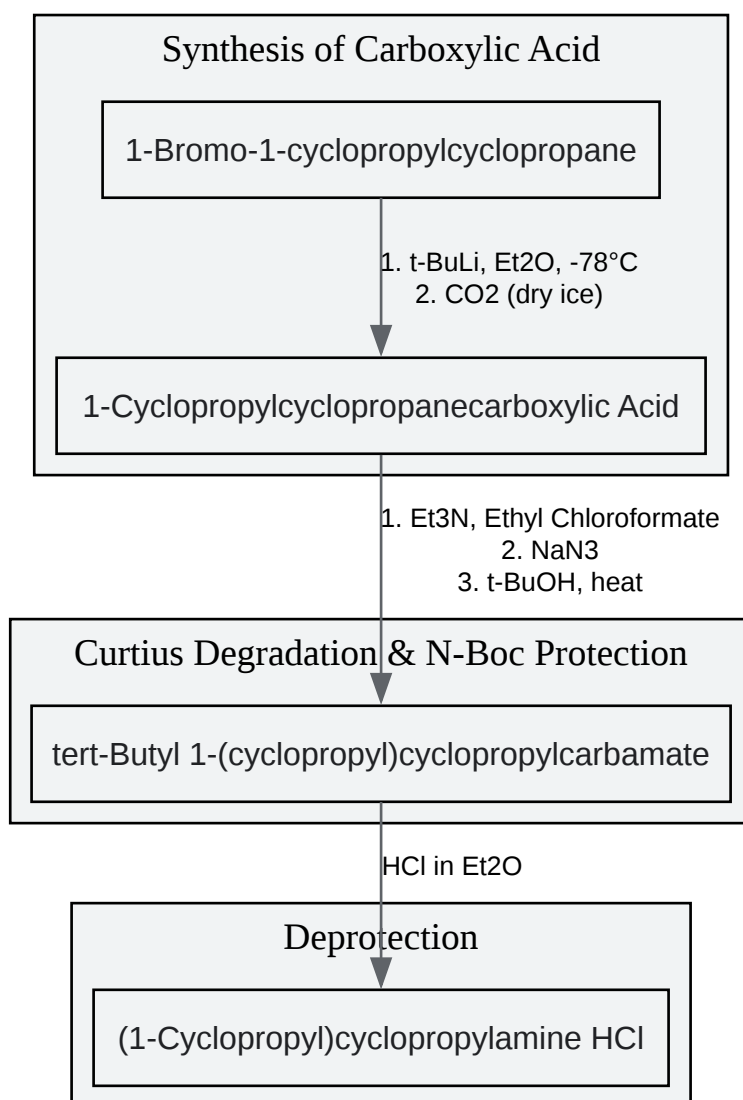 Synthesis of Carboxylic Acid
1-Bromo-1-cyclopropylcyclopropane
1. t-BuLi, Et2O, -78°C
2. CO2 (dry ice)
1-Cyclopropylcyclopropanecarboxylic Acid
1. Et3N, Ethyl Chloroformate
2. NaN3
3. t-BuOH, heat
Curtius Degradation & N-Boc Protection
tert-Butyl 1-(cyclopropyl)cyclopropylcarbamate
HCl in Et2O
Deprotection
(1-Cyclopropyl)cyclopropylamine HCl